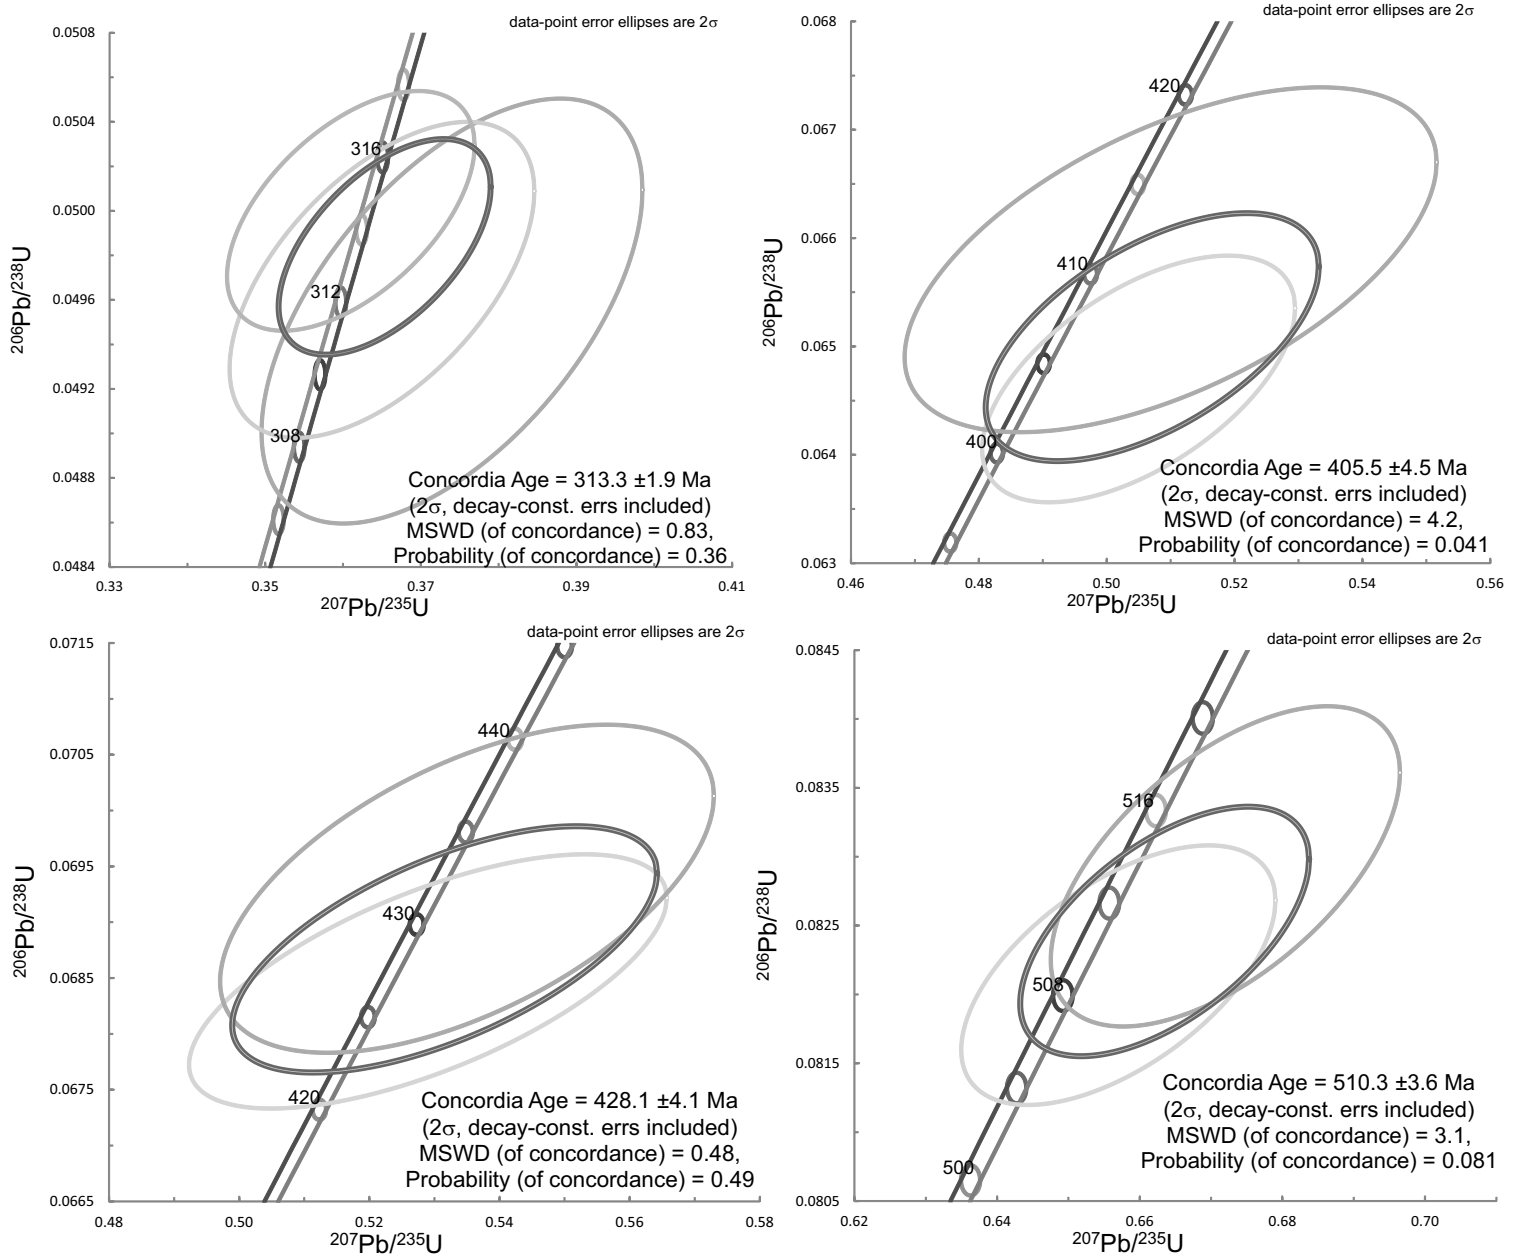 data-point error ellipses are 2σ
0.0508
0.0504
0.0500
0.0496
0.0492
0.0488
0.0484
206Pb/238U
316
312
308
Concordia Age = 313.3 ±1.9 Ma
(2σ, decay-const. errs included)
MSWD (of concordance) = 0.83,
Probability (of concordance) = 0.36
0.33 0.35 0.37 0.39 0.41
207Pb/235U
data-point error ellipses are 2σ
0.068
0.067
0.066
0.065
0.064
0.063
206Pb/238U
420
410
400
Concordia Age = 405.5 ±4.5 Ma
(2σ, decay-const. errs included)
MSWD (of concordance) = 4.2,
Probability (of concordance) = 0.041
0.46 0.48 0.50 0.52 0.54 0.56
207Pb/235U
data-point error ellipses are 2σ
0.0715
0.0705
0.0695
0.0685
0.0675
0.0665
206Pb/238U
440
430
420
Concordia Age = 428.1 ±4.1 Ma
(2σ, decay-const. errs included)
MSWD (of concordance) = 0.48,
Probability (of concordance) = 0.49
0.48 0.50 0.52 0.54 0.56 0.58
207Pb/235U
data-point error ellipses are 2σ
0.0845
0.0835
0.0825
0.0815
0.0805
206Pb/238U
516
508
500
Concordia Age = 510.3 ±3.6 Ma
(2σ, decay-const. errs included)
MSWD (of concordance) = 3.1,
Probability (of concordance) = 0.081
0.62 0.64 0.66 0.68 0.70
207Pb/235U